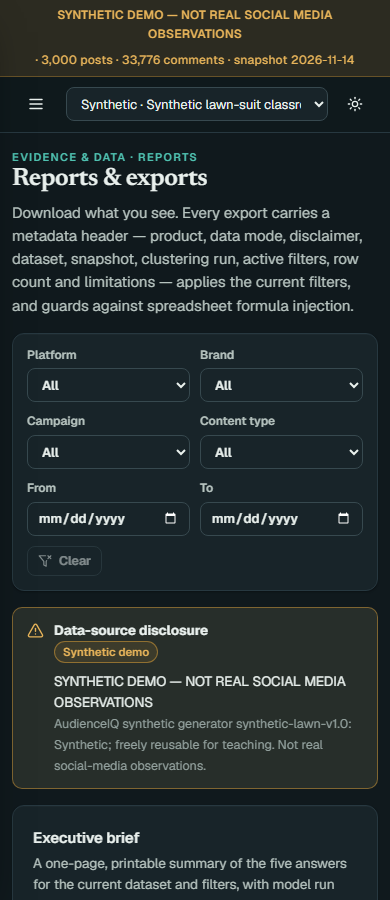 SYNTHETIC DEMO — NOT REAL SOCIAL MEDIA
OBSERVATIONS
· 3,000 posts · 33,776 comments · snapshot 2026-11-14
Synthetic · Synthetic lawn-suit classr
EVIDENCE & DATA · REPORTS
Reports & exports
Download what you see. Every export carries a
metadata header — product, data mode, disclaimer,
dataset, snapshot, clustering run, active filters, row
count and limitations — applies the current filters,
and guards against spreadsheet formula injection.
Platform Brand
All All
Campaign Content type
All All
From To
mm/dd/yyyy mm/dd/yyyy
Clear
Data-source disclosure
Synthetic demo
SYNTHETIC DEMO — NOT REAL SOCIAL MEDIA
OBSERVATIONS
AudienceIQ synthetic generator synthetic-lawn-v1.0:
Synthetic; freely reusable for teaching. Not real
social-media observations.
Executive brief
A one-page, printable summary of the five answers
for the current dataset and filters, with model run